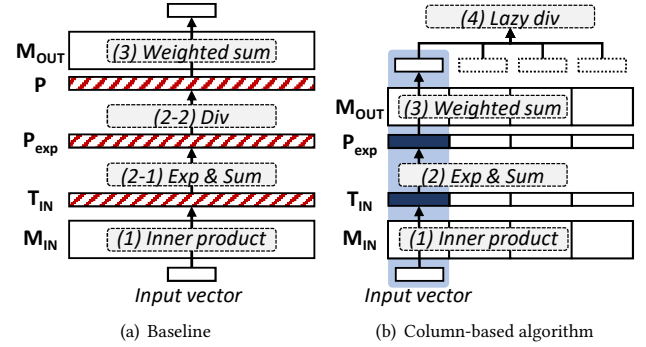 M_OUT
(3) Weighted sum
P
(2-2) Div
P_exp
(2-1) Exp & Sum
T_IN
M_IN
(1) Inner product
Input vector
(a) Baseline
(4) Lazy div
M_OUT
(3) Weighted sum
P_exp
(2) Exp & Sum
T_IN
M_IN
(1) Inner product
Input vector
(b) Column-based algorithm